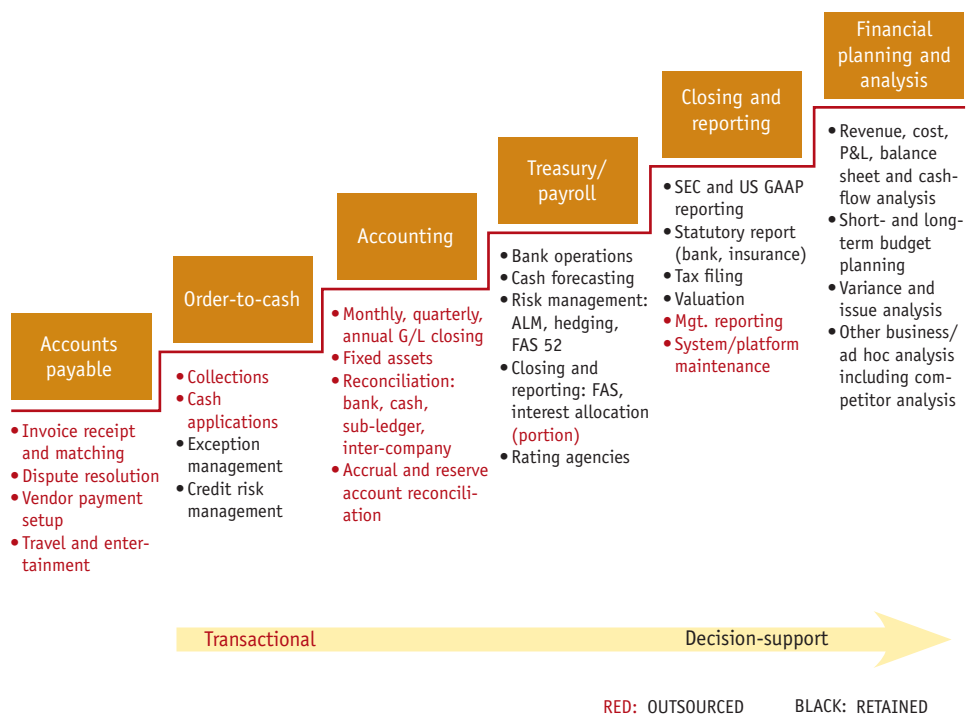 Accounts
payable
• Invoice receipt
and matching
• Dispute resolution
• Vendor payment
setup
• Travel and enter-
tainment
Order-to-cash
• Collections
• Cash
applications
• Exception
management
• Credit risk
management
Accounting
• Monthly, quarterly,
annual G/L closing
• Fixed assets
• Reconciliation:
bank, cash,
sub-ledger,
inter-company
• Accrual and reserve
account reconcili-
ation
Treasury/
payroll
• Bank operations
• Cash forecasting
• Risk management:
ALM, hedging,
FAS 52
• Closing and
reporting: FAS,
interest allocation
(portion)
• Rating agencies
Closing and
reporting
• SEC and US GAAP
reporting
• Statutory report
(bank, insurance)
• Tax filing
• Valuation
• Mgt. reporting
• System/platform
maintenance
Financial
planning and
analysis
• Revenue, cost,
P&L, balance
sheet and cash-
flow analysis
• Short- and long-
term budget
planning
• Variance and
issue analysis
• Other business/
ad hoc analysis
including com-
petitor analysis
Transactional
Decision-support
RED: OUTSOURCED
BLACK: RETAINED